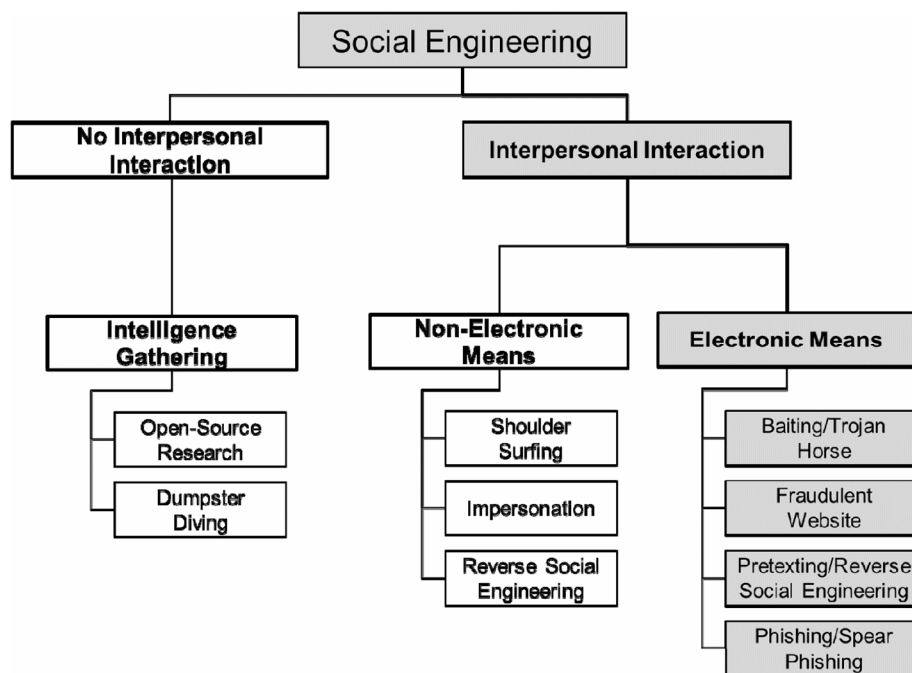 Social Engineering
No Interpersonal
Interaction
Interpersonal Interaction
Intelligence
Gathering
Non-Electronic
Means
Electronic Means
Open-Source
Research
Dumpster
Diving
Shoulder
Surfing
Impersonation
Reverse Social
Engineering
Baiting/Trojan
Horse
Fraudulent
Website
Pretexting/Reverse
Social Engineering
Phishing/Spear
Phishing